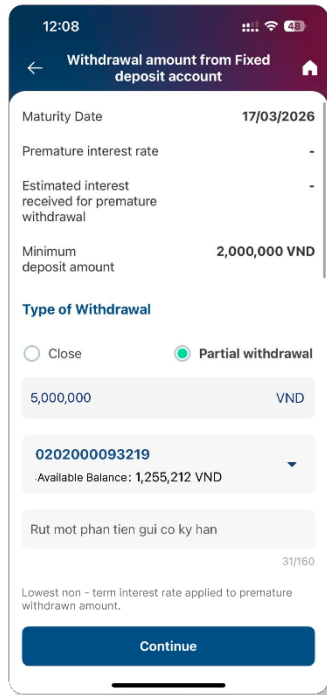 12:08
48
Withdrawal amount from Fixed
deposit account
Maturity Date 17/03/2026
Premature interest rate -
Estimated interest -
received for premature
withdrawal
Minimum 2,000,000 VND
deposit amount
Type of Withdrawal
Close Partial withdrawal
5,000,000 VND
0202000093219
:Available Balance: 1,255,212 VND
Rut mot phan tien gui co ky han
31/160
Lowest non - term interest rate applied to premature
withdrawn amount.
Continue